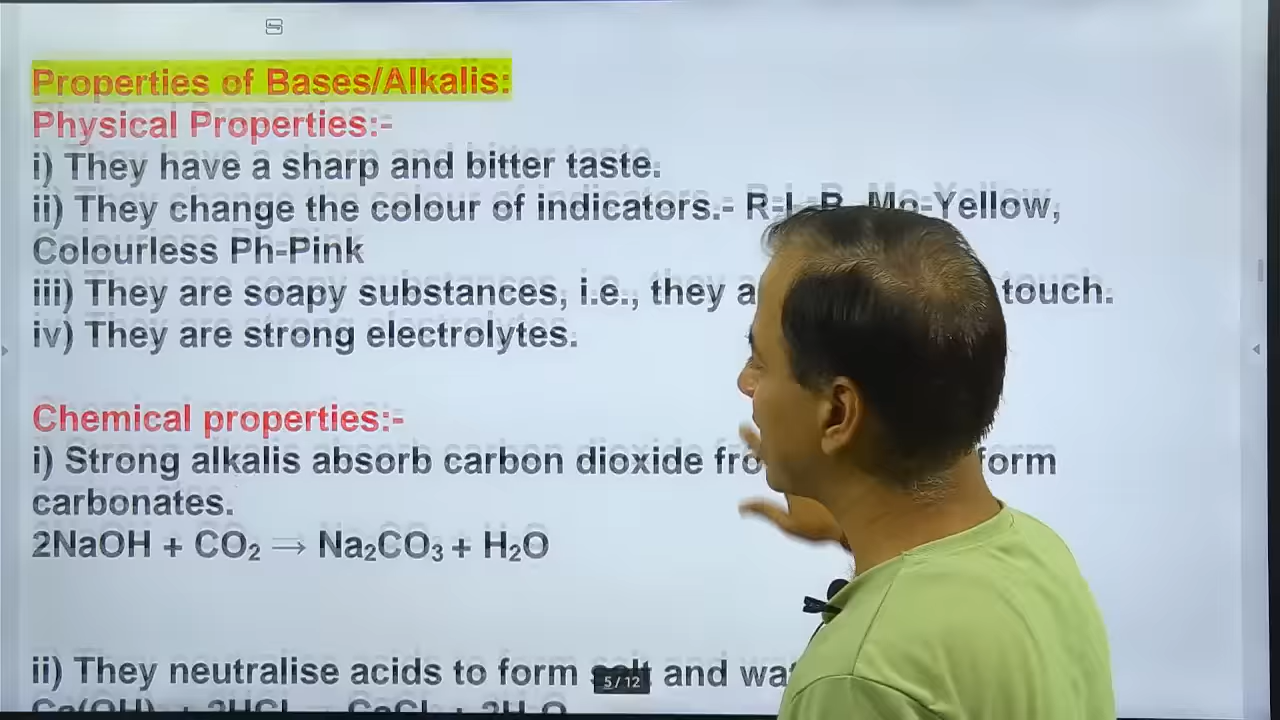 Properties of Bases/Alkalis:
Physical Properties:-
i) They have a sharp and bitter taste.
ii) They change the colour of indicators.- R-L-B, Mo-Yellow,
Colourless Ph-Pink
iii) They are soapy substances, i.e., they touch.
iv) They are strong electrolytes.
Chemical properties:-
i) Strong alkalis absorb carbon dioxide form
carbonates.
2NaOH + CO₂ ⟶ Na₂CO₃ + H₂O
ii) They neutralise acids to form salt and
5/12